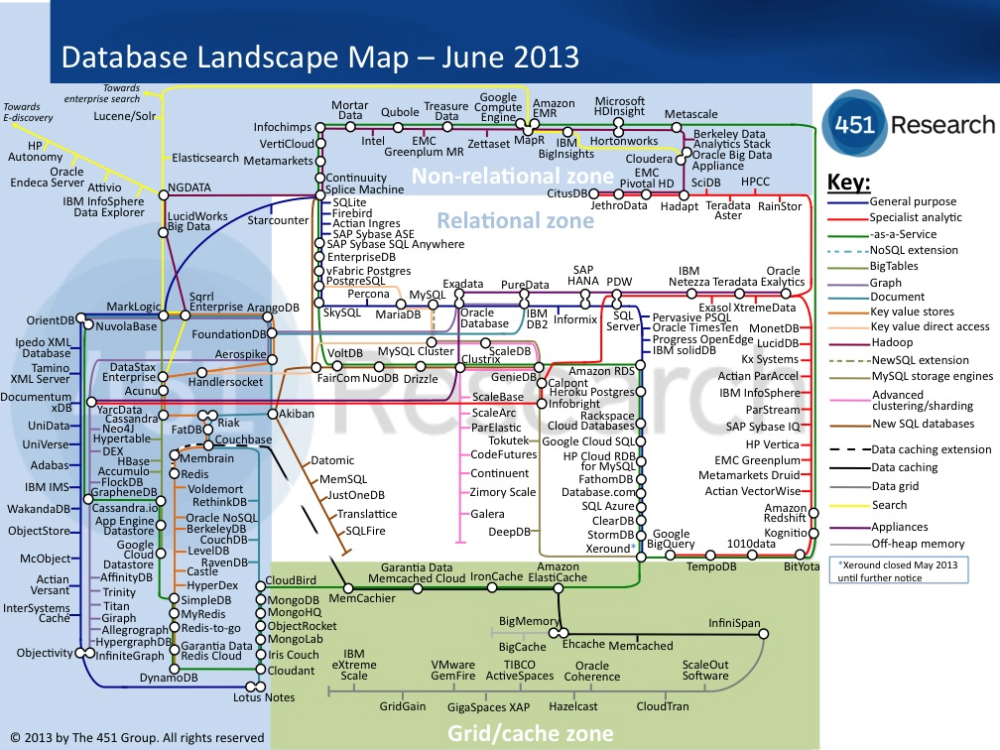 Database Landscape Map – June 2013
451 Research
Towards
enterprise search
Towards
E-discovery
Lucene/Solr
HP
Autonomy
Oracle
Endeca Server
Attivio
IBM InfoSphere
Data Explorer
Elasticsearch
NGDATA
LucidWorks
Big Data
Starcounter
Infochimps
VertiCloud
Metamarkets
Continuity
Splice Machine
Mortar
Data
Qubole
Treasure
Data
Google
Compute
Engine
Amazon
EMR
Microsoft
HDInsight
Metascale
Intel
EMC
Greenplum MR
Zettaset
MapR
IBM
BigInsights
Hortonworks
Cloudera
Berkeley Data
Analytics Stack
Oracle Big Data
Appliance
Non-relational zone
EMC
Pivotal HD
SciDB
HPCC
CitusDB
JethroData
Hadapt
Teradata
Aster
RainStor
Relational zone
SQLite
Firebird
Actian Ingres
SAP Sybase ASE
SAP Sybase SQL Anywhere
EnterpriseDB
vFabric Postgres
PostgreSQL
Percona
MySQL
SkySQL
MariaDB
Exadata
PureData
SAP
HANA
PDW
IBM
Netezza
Teradata
Oracle
Exalytics
Oracle
Database
IBM
DB2
Informix
SQL
Server
Exasol
XtremeData
Pervasive PSQL
Oracle TimesTen
Progress OpenEdge
IBM solidDB
MarkLogic
Sqrrl
Enterprise
ArangoDB
OrientDB
NuvolaBase
FoundationDB
Ipedo XML
Database
Tamino
XML Server
Documentum
xDB
UniData
UniVerse
Adabas
IBM IMS
WakandaDB
ObjectStore
McObject
Actian
Versant
InterSystems
Caché
Objectivity
Aerospike
DataStax
Enterprise
Handlersocket
Acunu
YarcData
Cassandra
Neo4J
Hypertable
DEX
HBase
Accumulo
FlockDB
GrapheneDB
Cassandra.io
App Engine
Datastore
Google
Cloud
Datastore
AffinityDB
Trinity
Titan
Giraph
Allegrograph
HypergraphDB
InfiniteGraph
FatDB
Riak
Couchbase
Membrain
Redis
Voldemort
RethinkDB
Oracle NoSQL
BerkeleyDB
CouchDB
LevelDB
RavenDB
Castle
HyperDex
SimpleDB
MyRedis
Redis-to-go
Garantia Data
Redis Cloud
DynamoDB
CloudBird
MongoDB
MongoHQ
ObjectRocket
MongoLab
Iris Couch
Cloudant
Lotus Notes
Akiban
Datomic
MemSQL
JustOneDB
Translattice
SQLFire
VoltDB
MySQL Cluster
ScaleDB
Clustrix
FairCom
NuoDB
Drizzle
GenieDB
ScaleBase
ScaleArc
ParElastic
Tokutek
CodeFutures
Continuent
Zimory Scale
Galera
DeepDB
Amazon RDS
Calpont
Heroku Postgres
Infobright
Rackspace
Cloud Databases
Google Cloud SQL
HP Cloud RDB
for MySQL
FathomDB
Database.com
SQL Azure
ClearDB
StormDB
Xeround*
MonetDB
LucidDB
Kx Systems
Actian ParAccel
IBM InfoSphere
ParStream
SAP Sybase IQ
HP Vertica
EMC Greenplum
Metamarkets Druid
Actian VectorWise
Amazon
Redshift
Kognitio
Google
BigQuery
TempoDB
1010data
BitYota
Garantia Data
Memcached Cloud
IronCache
Amazon
ElastiCache
MemCachier
BigMemory
BigCache
Ehcache
Memcached
InfiniSpan
IBM
eXtreme
Scale
VMware
GemFire
TIBCO
ActiveSpaces
Oracle
Coherence
ScaleOut
Software
GridGain
GigaSpaces XAP
Hazelcast
CloudTran
Grid/cache zone
Key:
General purpose
Specialist analytic
-as-a-Service
NoSQL extension
BigTables
Graph
Document
Key value stores
Key value direct access
Hadoop
NewSQL extension
MySQL storage engines
Advanced
clustering/sharding
New SQL databases
Data caching extension
Data caching
Data grid
Search
Appliances
Off-heap memory
*Xeround closed May 2013
until further notice
451 Research
© 2013 by The 451 Group. All rights reserved